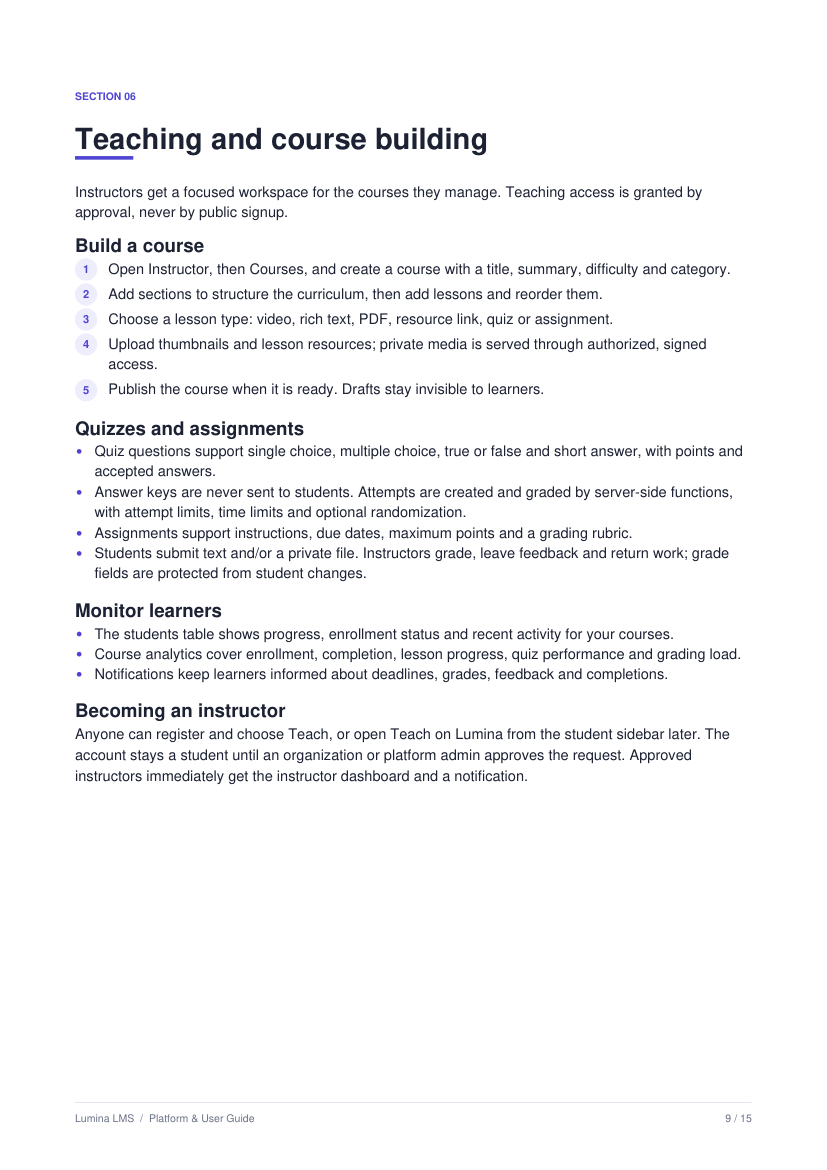 SECTION 06
Teaching and course building
Instructors get a focused workspace for the courses they manage. Teaching access is granted by
approval, never by public signup.
Build a course
1 Open Instructor, then Courses, and create a course with a title, summary, difficulty and category.
2 Add sections to structure the curriculum, then add lessons and reorder them.
3 Choose a lesson type: video, rich text, PDF, resource link, quiz or assignment.
4 Upload thumbnails and lesson resources; private media is served through authorized, signed
access.
5 Publish the course when it is ready. Drafts stay invisible to learners.
Quizzes and assignments
• Quiz questions support single choice, multiple choice, true or false and short answer, with points and
accepted answers.
• Answer keys are never sent to students. Attempts are created and graded by server-side functions,
with attempt limits, time limits and optional randomization.
• Assignments support instructions, due dates, maximum points and a grading rubric.
• Students submit text and/or a private file. Instructors grade, leave feedback and return work; grade
fields are protected from student changes.
Monitor learners
• The students table shows progress, enrollment status and recent activity for your courses.
• Course analytics cover enrollment, completion, lesson progress, quiz performance and grading load.
• Notifications keep learners informed about deadlines, grades, feedback and completions.
Becoming an instructor
Anyone can register and choose Teach, or open Teach on Lumina from the student sidebar later. The
account stays a student until an organization or platform admin approves the request. Approved
instructors immediately get the instructor dashboard and a notification.
Lumina LMS / Platform & User Guide
9 / 15